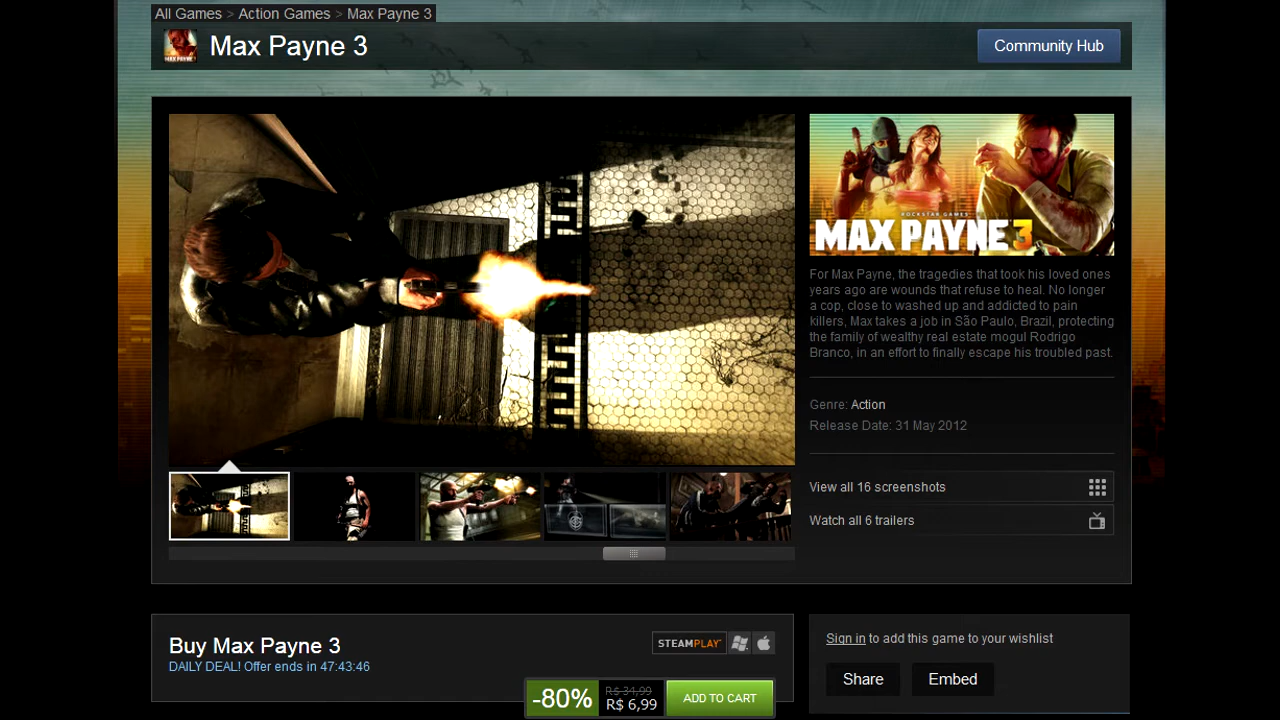 All Games > Action Games > Max Payne 3
Max Payne 3
Community Hub
ROCKSTAR GAMES PRESENTS
MAX PAYNE 3
For Max Payne, the tragedies that took his loved ones
years ago are wounds that refuse to heal. No longer
a cop, close to washed up and addicted to pain
killers, Max takes a job in São Paulo, Brazil, protecting
the family of wealthy real estate mogul Rodrigo
Branco, in an effort to finally escape his troubled past.
Genre: Action
Release Date: 31 May 2012
View all 16 screenshots
Watch all 6 trailers
Buy Max Payne 3
STEAMPLAY
DAILY DEAL! Offer ends in 47:43:46
-80%
R$ 34,99
R$ 6,99
ADD TO CART
Sign in to add this game to your wishlist
Share
Embed